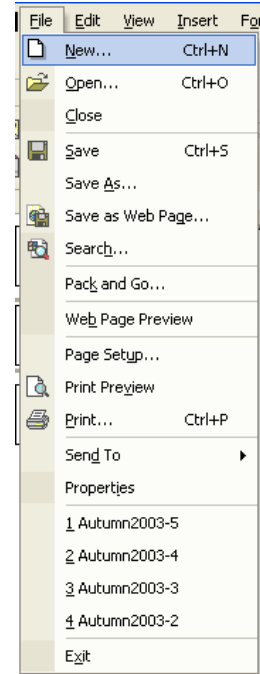 File Edit View Insert Fo
New... Ctrl+N
Open... Ctrl+O
Close
Save Ctrl+S
Save As...
Save as Web Page...
Search...
Pack and Go...
Web Page Preview
Page Setup...
Print Preview
Print... Ctrl+P
Send To
Properties
1 Autumn2003-5
2 Autumn2003-4
3 Autumn2003-3
4 Autumn2003-2
Exit